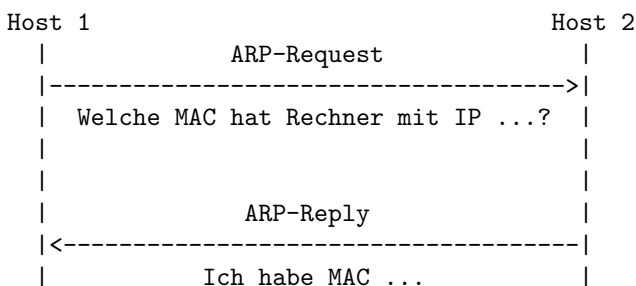 Host 1 Host 2
ARP-Request
Welche MAC hat Rechner mit IP ...?
ARP-Reply
Ich habe MAC ...